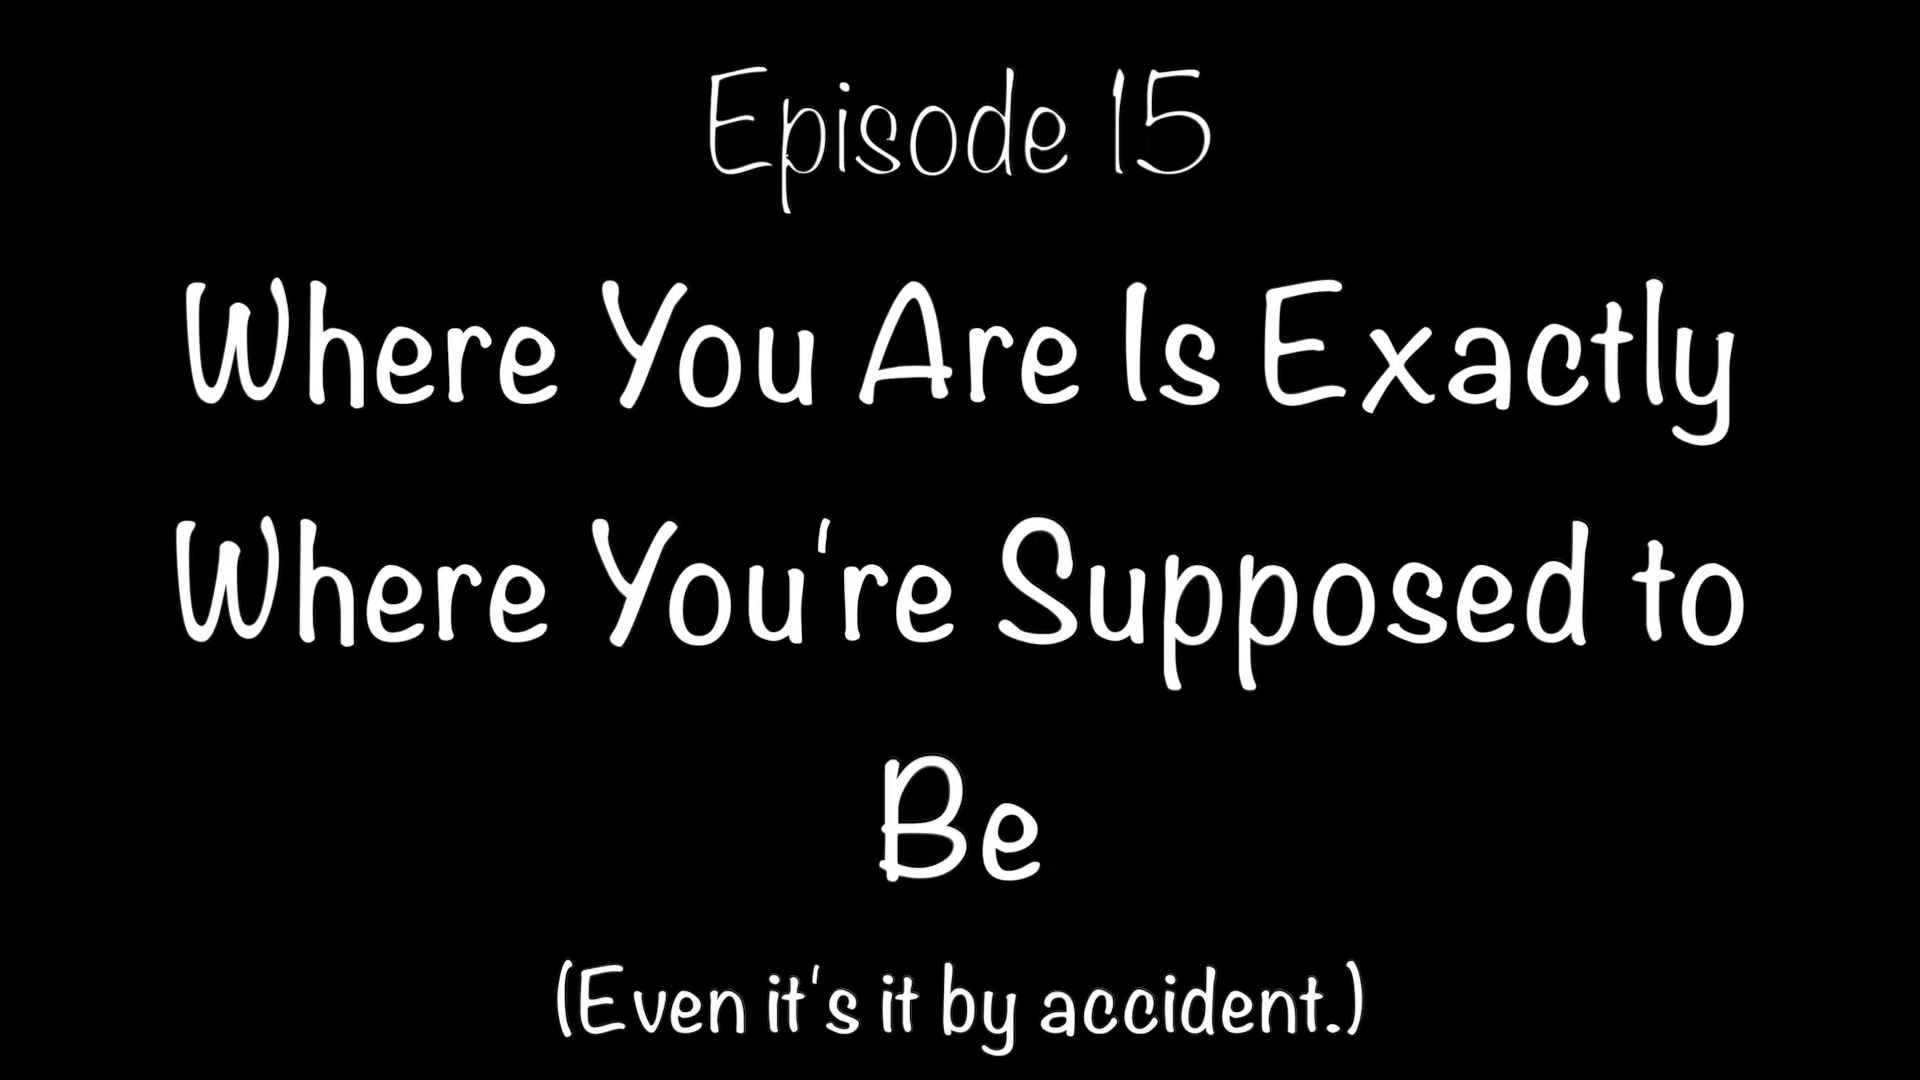 Episode 15
Where You Are Is Exactly
Where You're Supposed to
Be
(Even it's it by accident.)